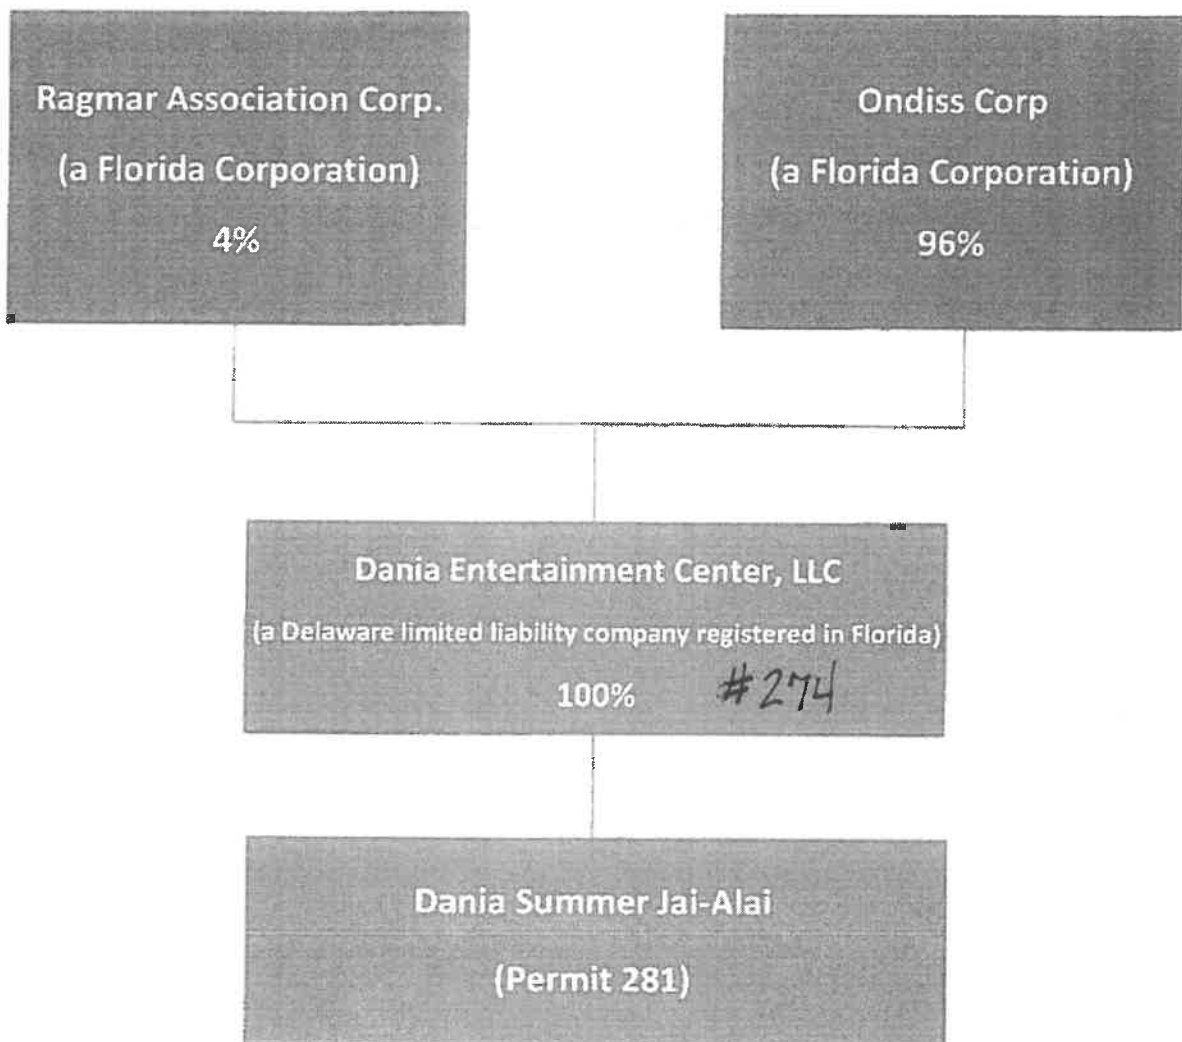 Ragmar Association Corp.
(a Florida Corporation)
4%
Ondiss Corp
(a Florida Corporation)
96%
Dania Entertainment Center, LLC
(a Delaware limited liability company registered in Florida)
100% #274
Dania Summer Jai-Alai
(Permit 281)